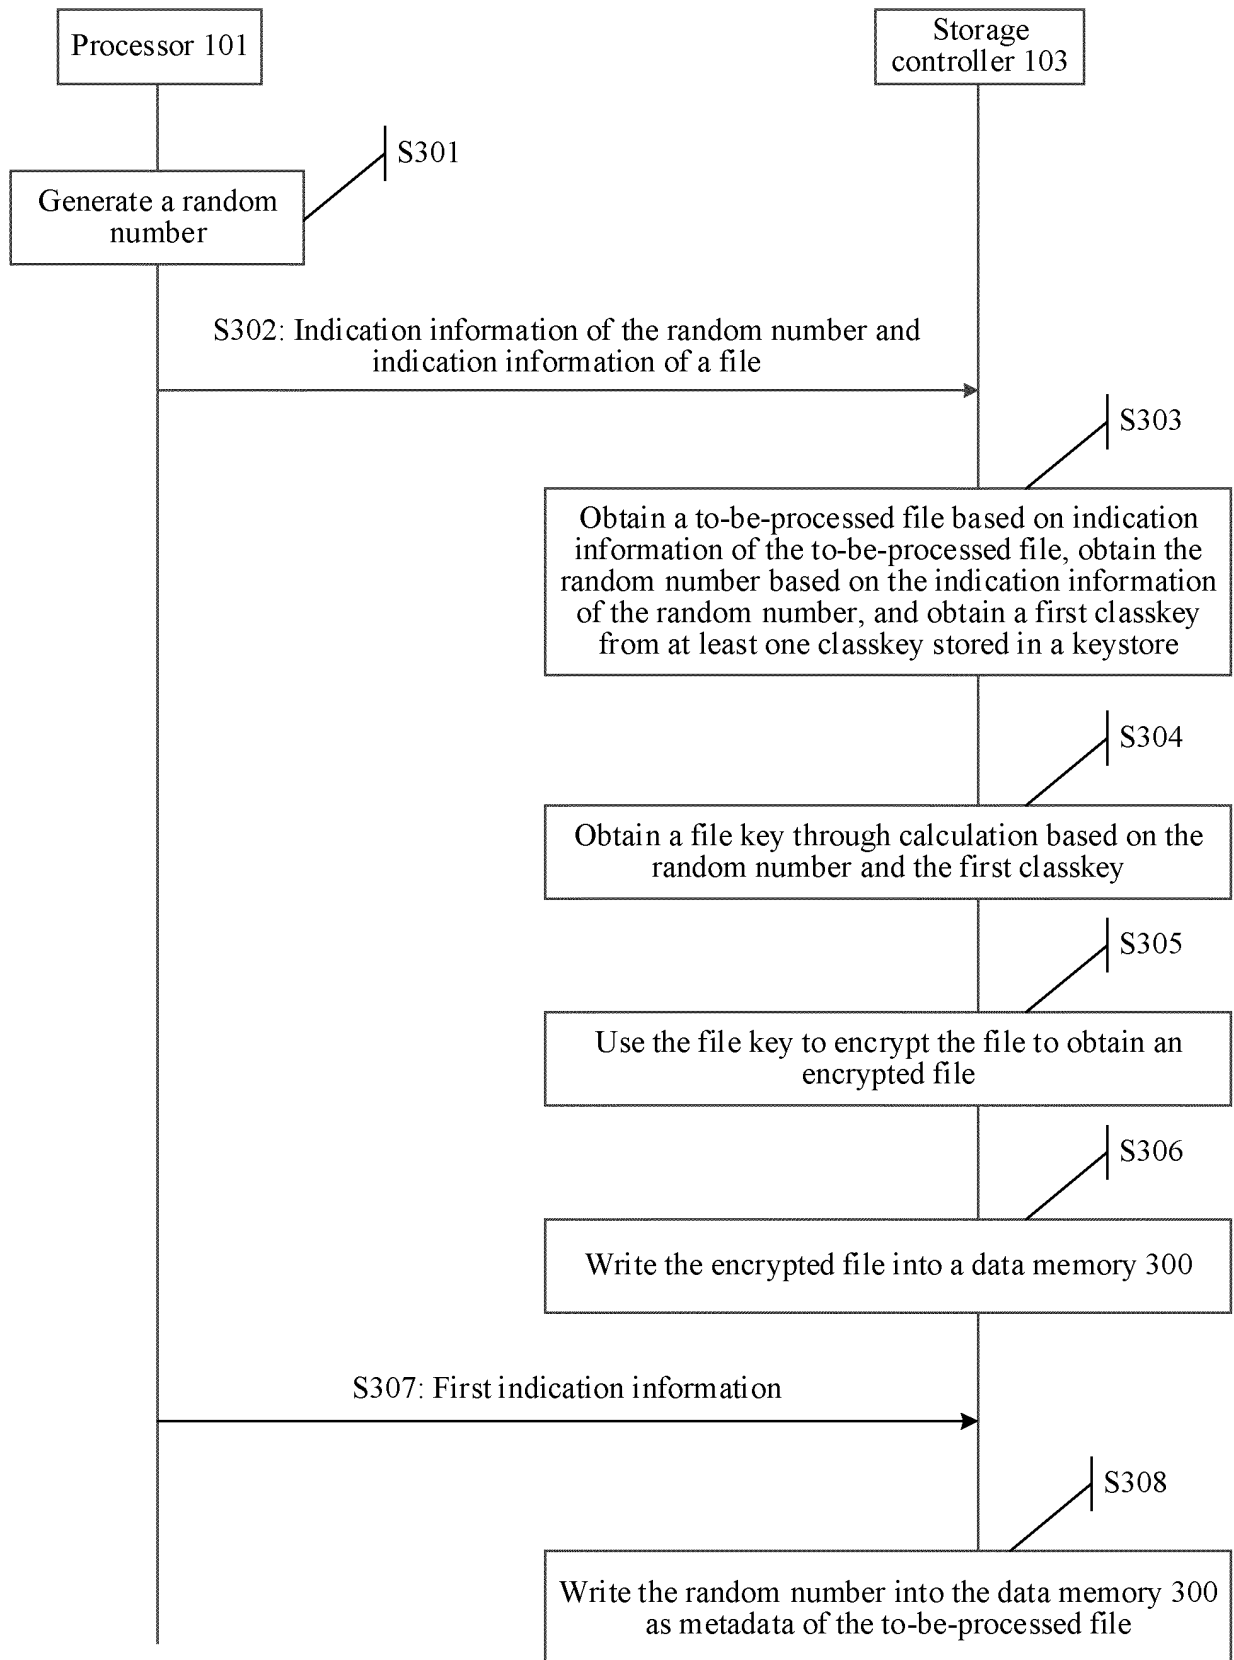 Processor 101
Storage
controller 103
S301
Generate a random
number
S302: Indication information of the random number and
indication information of a file
S303
Obtain a to-be-processed file based on indication
information of the to-be-processed file, obtain the
random number based on the indication information
of the random number, and obtain a first classkey
from at least one classkey stored in a keystore
S304
Obtain a file key through calculation based on the
random number and the first classkey
S305
Use the file key to encrypt the file to obtain an
encrypted file
S306
Write the encrypted file into a data memory 300
S307: First indication information
S308
Write the random number into the data memory 300
as metadata of the to-be-processed file